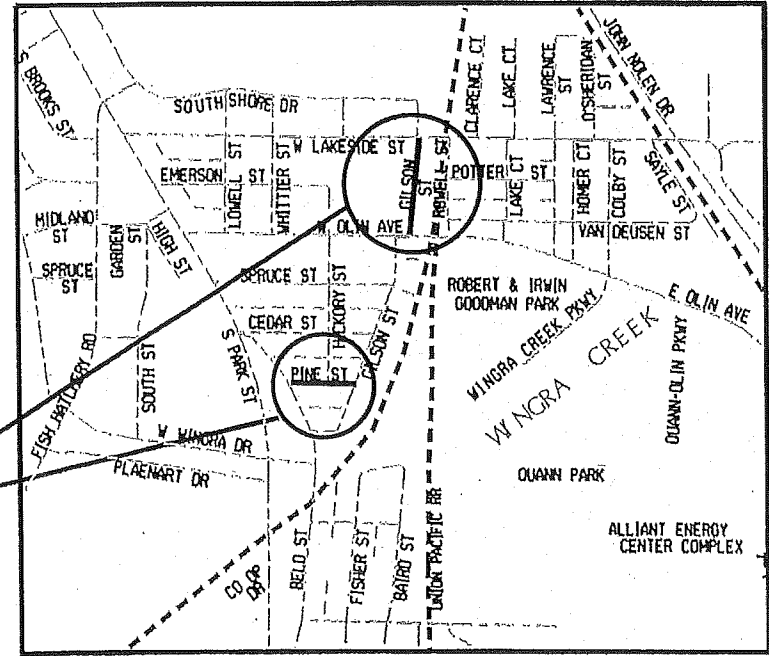 JOHN NOLEN DR
S BROOKS ST
SOUTH SHORE DR
CLARENCE CT
LAKE CT
LAWRENCE
ST
O'SHERIDAN
ST
W LAKESIDE ST
EMERSON ST
LOWELL ST
WHITTIER ST
GILSON
ST
ROWELL ST
POTTER ST
LAKE CT
HOMER CT
COLBY ST
SAYLE ST
MIDLAND
ST
GARDEN ST
HIGH ST
W OLIN AVE
VAN DEUSEN ST
SPRUCE
ST
SPRUCE ST
HICKORY ST
ROBERT & IRWIN
GOODMAN PARK
E OLIN AVE
CEDAR ST
GILSON ST
WINGRA CREEK PKWY
WINGRA CREEK
QUANN-OLIN PKWY
FISH HATCHERY RD
SOUTH ST
S PARK ST
PINE ST
W WINGRA DR
PLAENART DR
QUANN PARK
ALLIANT ENERGY
CENTER COMPLEX
CO OP
DR
BELD ST
FISHER ST
BAIRD ST
UNION PACIFIC RR